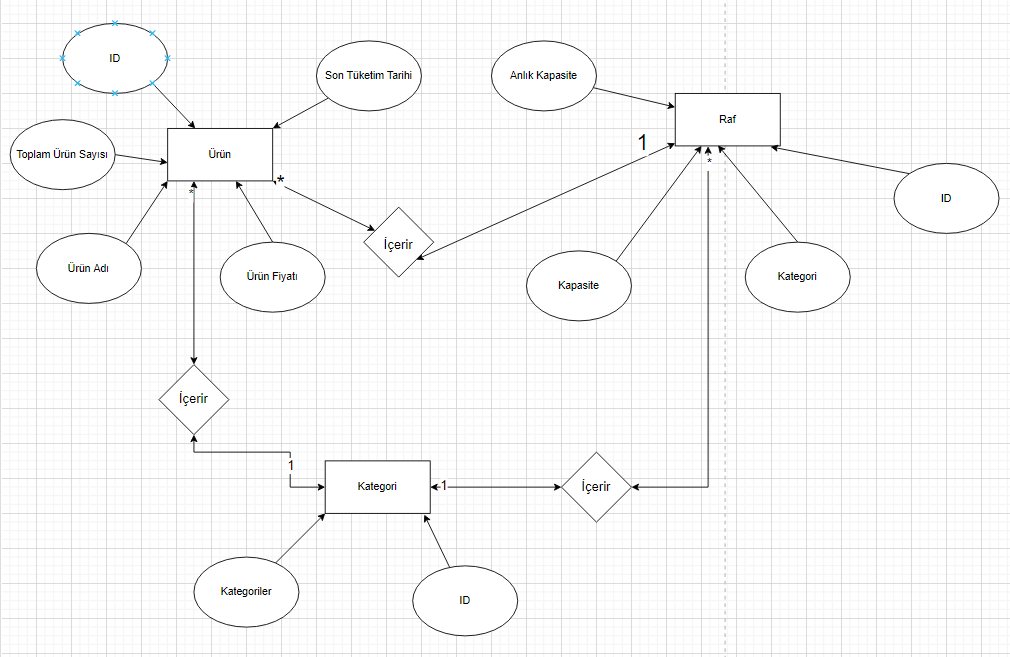 ID
Son Tüketim Tarihi
Anlık Kapasite
Raf
Toplam Ürün Sayısı
Ürün
1
*
*
*
ID
İçerir
Ürün Adı
Ürün Fiyatı
Kapasite
Kategori
İçerir
1
Kategori
1
İçerir
Kategoriler
ID